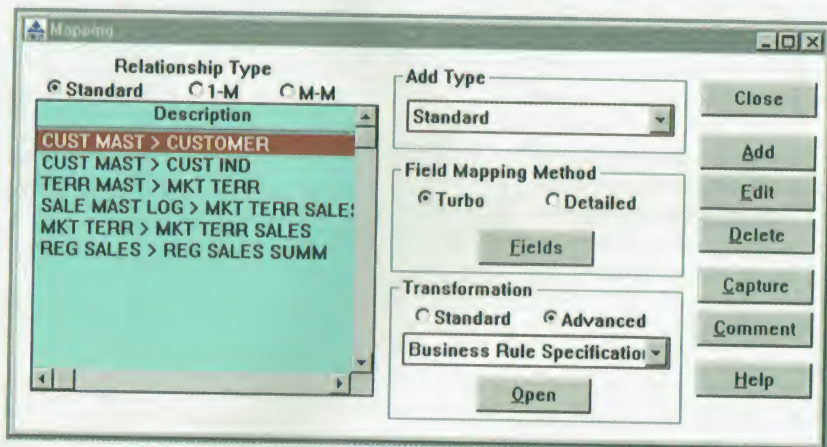 Mapping
Relationship Type
Standard 1-M M-M
Description
CUST MAST > CUSTOMER
CUST MAST > CUST IND
TERR MAST > MKT TERR
SALE MAST LOG > MKT TERR SALES
MKT TERR > MKT TERR SALES
REG SALES > REG SALES SUMM
Add Type
Standard
Field Mapping Method
Turbo Detailed
Fields
Transformation
Standard Advanced
Business Rule Specification
Open
Close
Add
Edit
Delete
Capture
Comment
Help